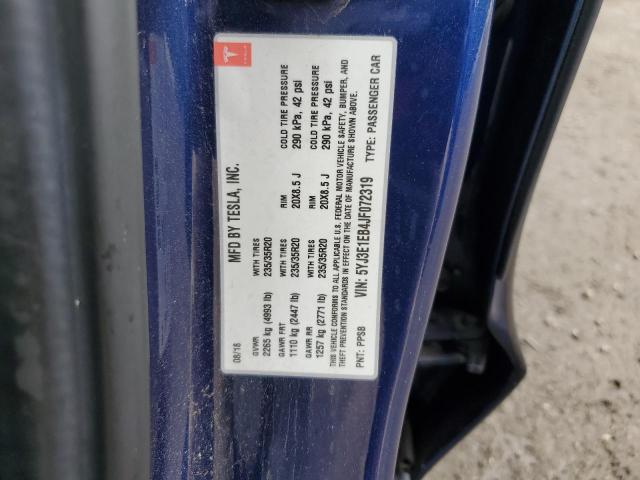 MFD BY TESLA, INC.
08/18
GVWR WITH TIRES RIM COLD TIRE PRESSURE
2265 kg (4993 lb) 235/35R20 20X8.5 J 290 kPa, 42 psi
GAWR FRT WITH TIRES
1110 kg (2447 lb) 235/35R20
GAWR RR WITH TIRES RIM COLD TIRE PRESSURE
1257 kg (2771 lb) 235/35R20 20X8.5 J 290 kPa, 42 psi
THIS VEHICLE CONFORMS TO ALL APPLICABLE U.S. FEDERAL MOTOR VEHICLE SAFETY, BUMPER, AND
THEFT PREVENTION STANDARDS IN EFFECT ON THE DATE OF MANUFACTURE SHOWN ABOVE.
PNT: PPSB VIN: 5YJ3E1EB4JF072319 TYPE: PASSENGER CAR